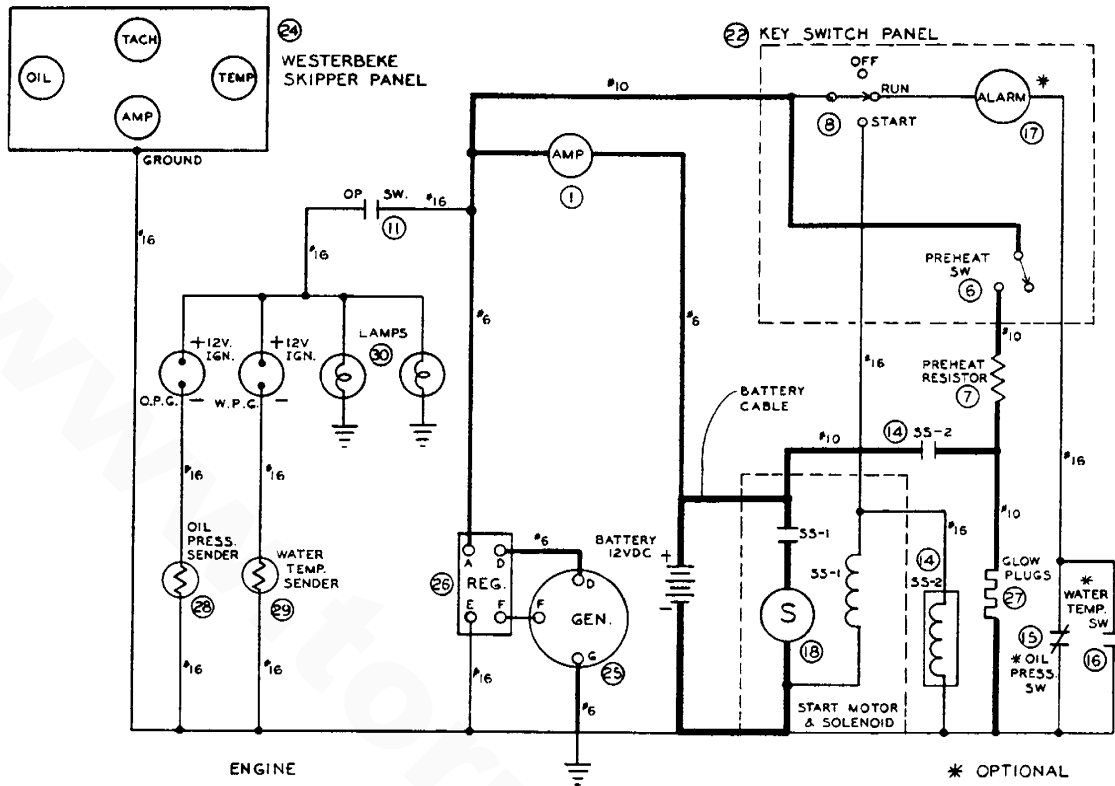 24
WESTERBEKE
SKIPPER PANEL
TACH
OIL
TEMP
AMP
GROUND
22 KEY SWITCH PANEL
OFF
RUN
START
8
ALARM
*
17
#10
AMP
1
OP SW.
11
#16
#16
#16
#6
#6
PREHEAT
SW
6
#10
PREHEAT
RESISTOR
7
#16
+12V.
IGN.
+12V
IGN.
LAMPS
30
O.P.G. -
W.P.G. -
BATTERY
CABLE
#10
14 SS-2
#16
#16
#16
#10
#16
OIL
PRESS.
SENDER
28
WATER
TEMP.
SENDER
29
#16
#16
26
A D
REG.
E F
#6
D
F
GEN.
G
25
#16
#6
BATTERY +
12VDC
-
SS-1
SS-1
S
18
14
SS-2
START MOTOR
& SOLENOID
GLOW
PLUGS
27
*
WATER
TEMP.
SW
16
15
* OIL
PRESS.
SW
ENGINE
* OPTIONAL